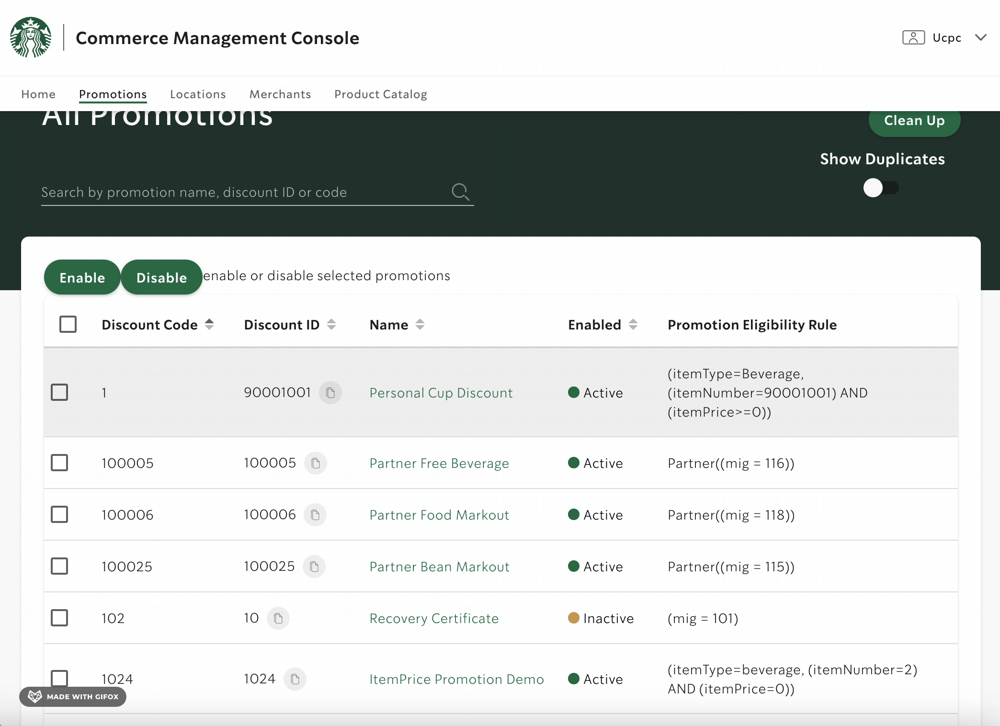 Commerce Management Console
Ucpc
Home Promotions Locations Merchants Product Catalog
All Promotions
Clean Up
Show Duplicates
Search by promotion name, discount ID or code
Enable Disable enable or disable selected promotions
Discount Code Discount ID Name Enabled Promotion Eligibility Rule
1 90001001 Personal Cup Discount Active (itemType=Beverage,
(itemNumber=90001001) AND
(itemPrice>=0))
100005 100005 Partner Free Beverage Active Partner((mig = 116))
100006 100006 Partner Food Markout Active Partner((mig = 118))
100025 100025 Partner Bean Markout Active Partner((mig = 115))
102 10 Recovery Certificate Inactive (mig = 101)
1024 1024 ItemPrice Promotion Demo Active (itemType=beverage, (itemNumber=2)
AND (itemPrice=0))
MADE WITH GIFOX